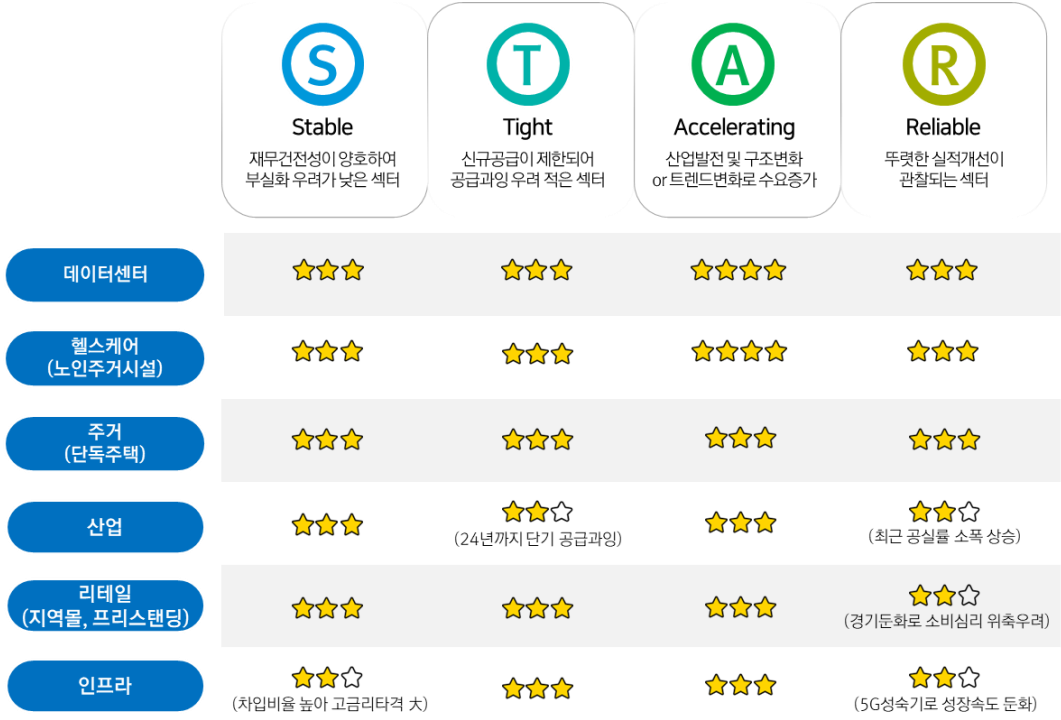 S
T
A
R
Stable
Tight
Accelerating
Reliable
재무건전성이 양호하여
부실화 우려가 낮은 섹터
신규공급이 제한되어
공급과잉 우려 적은 섹터
산업발전 및 구조변화
or 트렌드변화로 수요증가
뚜렷한 실적개선이
관찰되는 섹터
데이터센터
헬스케어
(노인주거시설)
주거
(단독주택)
산업
(24년까지 단기 공급과잉)
(최근 공실률 소폭 상승)
리테일
(지역몰, 프리스탠딩)
(경기둔화로 소비심리 위축우려)
인프라
(차입비율 높아 고금리타격 大)
(5G성숙기로 성장속도 둔화)